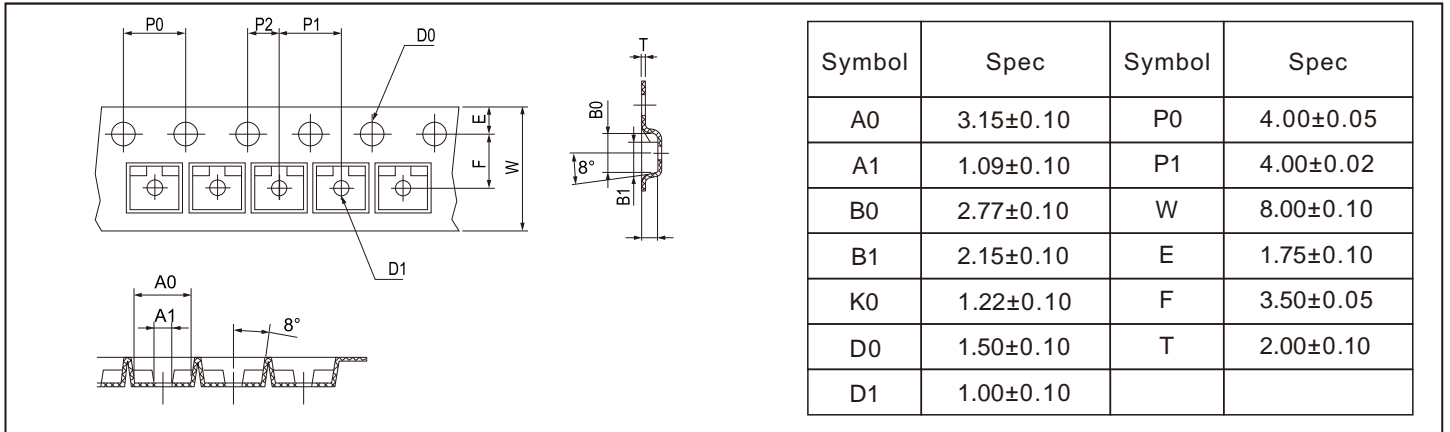 P0 P2 P1 D0
E
F
W
D1
A0
A1
8°
T
B0
8°
B1
Symbol Spec Symbol Spec
A0 3.15±0.10 P0 4.00±0.05
A1 1.09±0.10 P1 4.00±0.02
B0 2.77±0.10 W 8.00±0.10
B1 2.15±0.10 E 1.75±0.10
K0 1.22±0.10 F 3.50±0.05
D0 1.50±0.10 T 2.00±0.10
D1 1.00±0.10